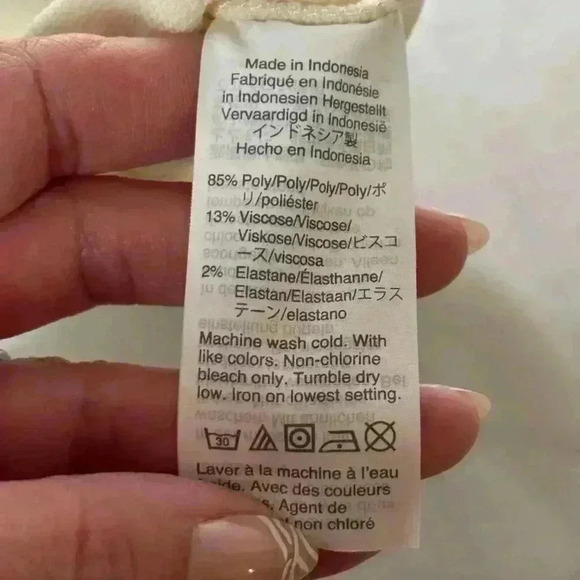 Made in Indonesia
Fabriqué en Indonésie
in Indonesien Hergestellt
Vervaardigd in Indonesië
インドネシア製
Hecho en Indonesia
85% Poly/Poly/Poly/Poly/ポ
リ/poliéster
13% Viscose/Viscose/
Viskose/Viscose/ビスコ
ース/viscosa
2% Elastane/Élasthanne/
Elastan/Elastaan/エラス
テーン/elastano
Machine wash cold. With
like colors. Non-chlorine
bleach only. Tumble dry
low. Iron on lowest setting.
30
Laver à la machine à l'eau
Avec des couleurs
Agent de
non chloré